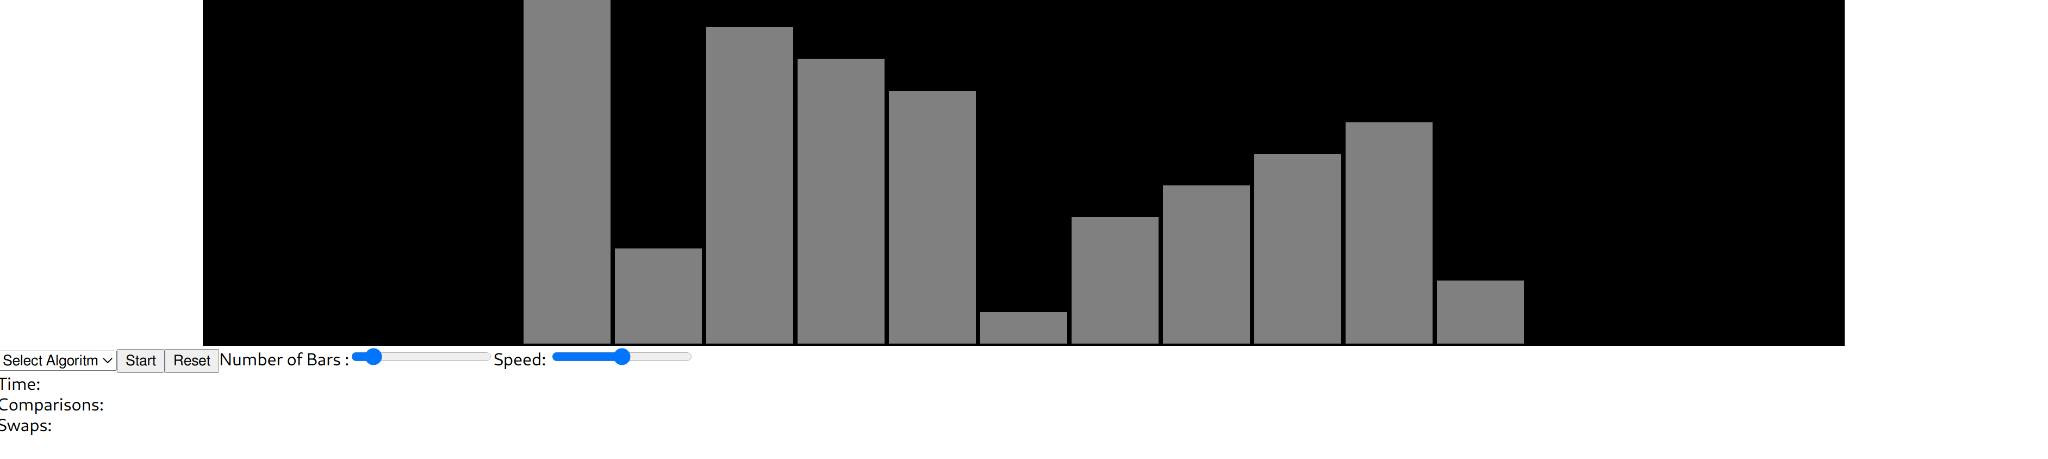 Select Algoritm Start Reset Number of Bars : Speed:
Time:
Comparisons:
Swaps: